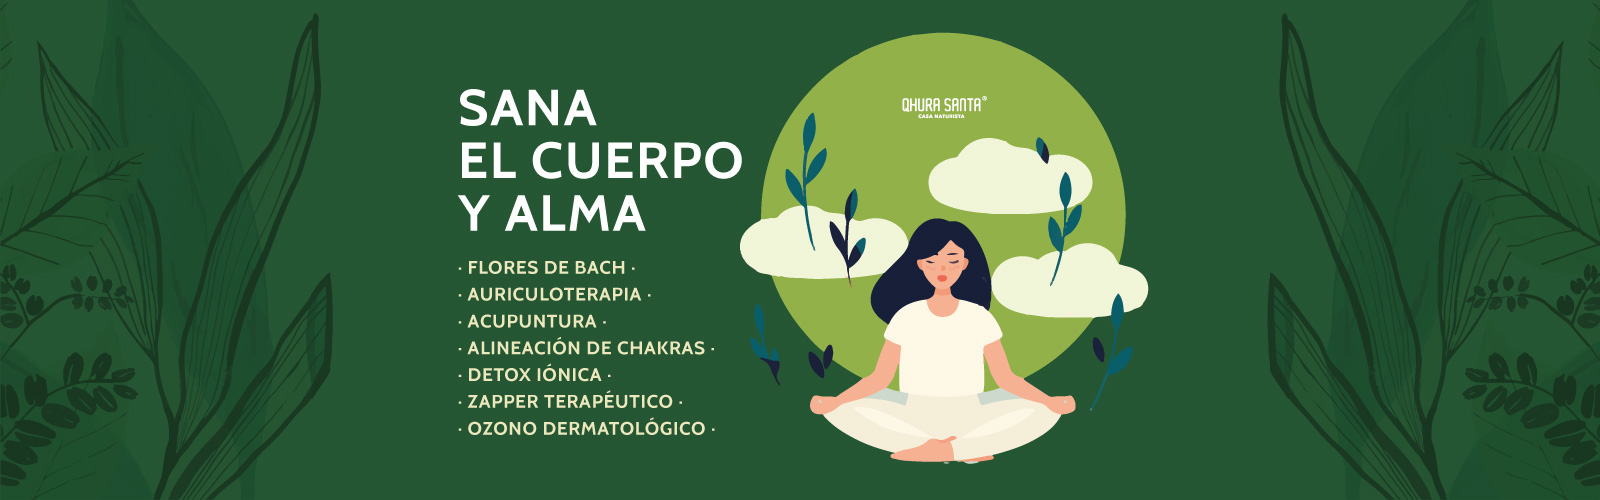 SANA
EL CUERPO
Y ALMA
· FLORES DE BACH ·
· AURICULOTERAPIA ·
· ACUPUNTURA ·
· ALINEACIÓN DE CHAKRAS ·
· DETOX IÓNICA ·
· ZAPPER TERAPÉUTICO ·
· OZONO DERMATOLÓGICO ·
QHURA SANTA®
CASA NATURISTA